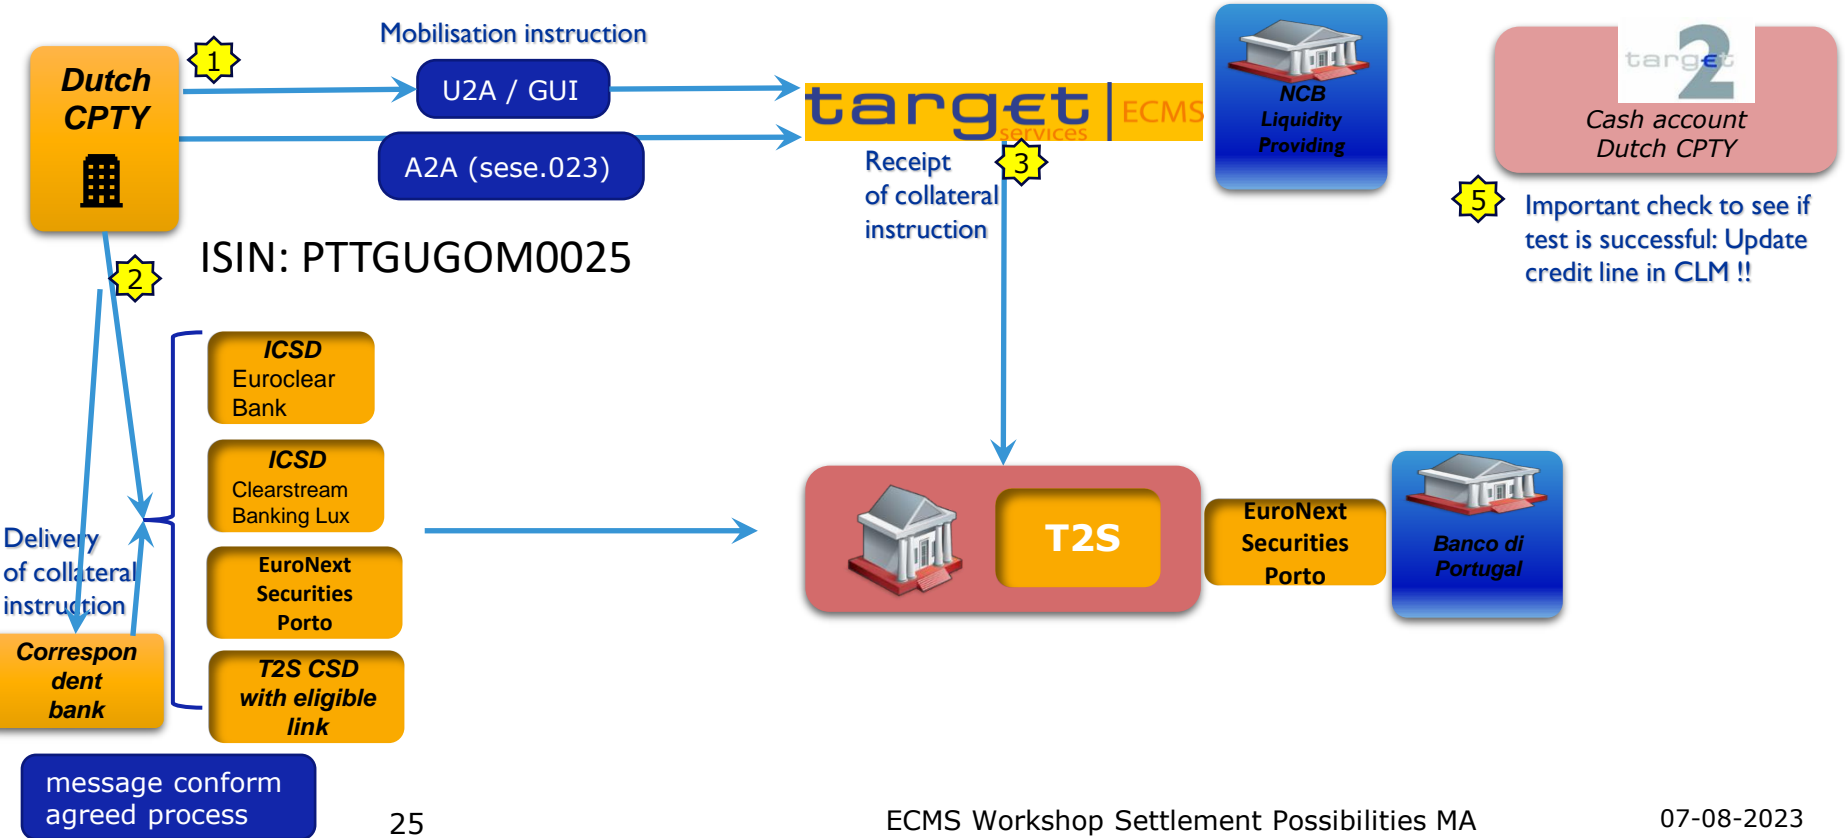 Mobilisation instruction
1
Dutch
CPTY
U2A / GUI
A2A (sese.023)
target
services
ECMS
NCB
Liquidity
Providing
target
2
Cash account
Dutch CPTY
Receipt
of collateral
instruction
3
5
Important check to see if
test is successful: Update
credit line in CLM !!
ISIN: PTTGUGOM0025
2
ICSD
Euroclear
Bank
ICSD
Clearstream
Banking Lux
EuroNext
Securities
Porto
T2S CSD
with eligible
link
Delivery
of collateral
instruction
Correspon
dent
bank
T2S
EuroNext
Securities
Porto
Banco di
Portugal
message conform
agreed process
25
ECMS Workshop Settlement Possibilities MA
07-08-2023